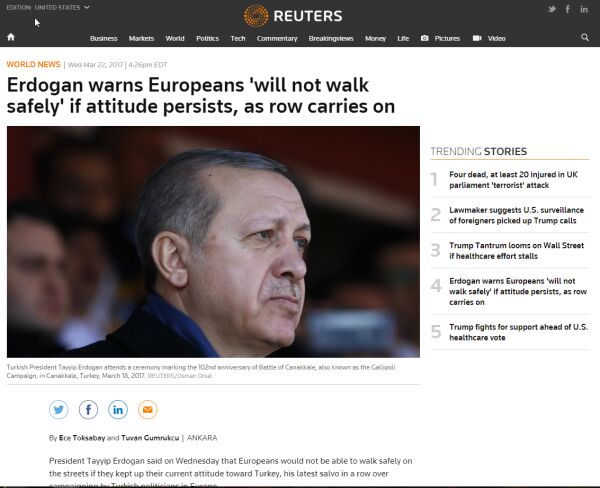 EDITION: UNITED STATES
REUTERS
Business Markets World Politics Tech Commentary Breakingviews Money Life Pictures Video
WORLD NEWS | Wed Mar 22, 2017 | 4:26pm EDT
Erdogan warns Europeans 'will not walk
safely' if attitude persists, as row carries on
Turkish President Tayyip Erdogan attends a ceremony marking the 102nd anniversary of Battle of Canakkale, also known as the Gallipoli
Campaign, in Canakkale, Turkey, March 18, 2017. REUTERS/Osman Orsal
By Ece Toksabay and Tuvan Gumrukcu | ANKARA
President Tayyip Erdogan said on Wednesday that Europeans would not be able to walk safely on
the streets if they kept up their current attitude toward Turkey, his latest salvo in a row over
campaigning by Turkish politicians in Europe.
TRENDING STORIES
1 Four dead, at least 20 injured in UK
parliament 'terrorist' attack
2 Lawmaker suggests U.S. surveillance
of foreigners picked up Trump calls
3 Trump Tantrum looms on Wall Street
if healthcare effort stalls
4 Erdogan warns Europeans 'will not
walk safely' if attitude persists, as row
carries on
5 Trump fights for support ahead of U.S.
healthcare vote